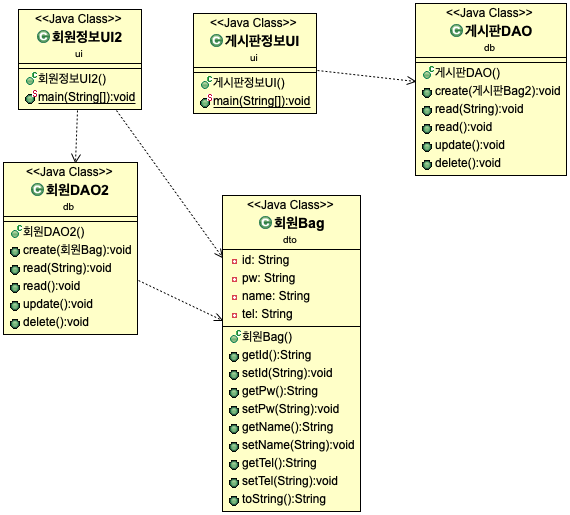 <<Java Class>>
회원정보UI2
ui
회원정보UI2()
main(String[]):void
<<Java Class>>
게시판정보UI
ui
게시판정보UI()
main(String[]):void
<<Java Class>>
게시판DAO
db
게시판DAO()
create(게시판Bag2):void
read(String):void
read():void
update():void
delete():void
<<Java Class>>
회원DAO2
db
회원DAO2()
create(회원Bag):void
read(String):void
read():void
update():void
delete():void
<<Java Class>>
회원Bag
dto
id: String
pw: String
name: String
tel: String
회원Bag()
getId():String
setId(String):void
getPw():String
setPw(String):void
getName():String
setName(String):void
getTel():String
setTel(String):void
toString():String